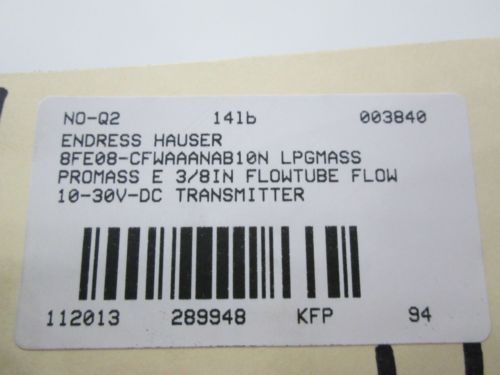 NO-Q2 14lb 003840
ENDRESS HAUSER
8FE08-CFWAAANAB10N LPGMASS
PROMASS E 3/8IN FLOWTUBE FLOW
10-30V-DC TRANSMITTER
112013 289948 KFP 94